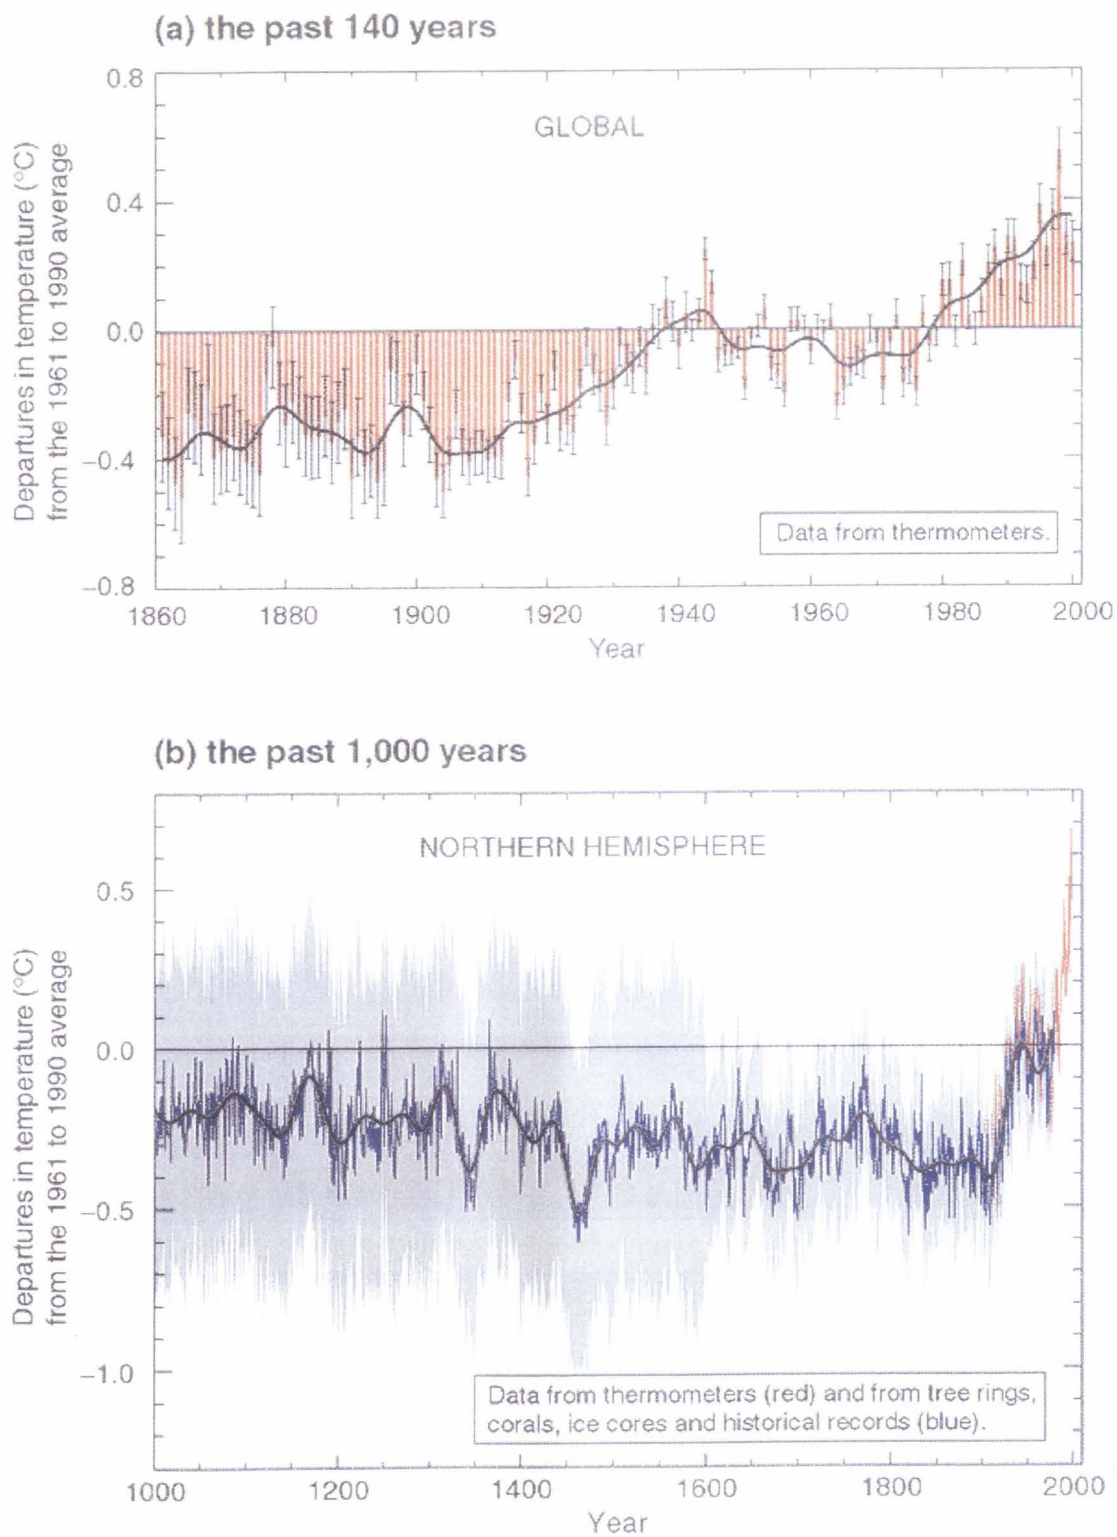 (a) the past 140 years
Departures in temperature (°C)
from the 1961 to 1990 average
0.8
0.4
0.0
−0.4
−0.8
GLOBAL
Data from thermometers.
1860 1880 1900 1920 1940 1960 1980 2000
Year
(b) the past 1,000 years
Departures in temperature (°C)
from the 1961 to 1990 average
0.5
0.0
−0.5
−1.0
NORTHERN HEMISPHERE
Data from thermometers (red) and from tree rings,
corals, ice cores and historical records (blue).
1000 1200 1400 1600 1800 2000
Year